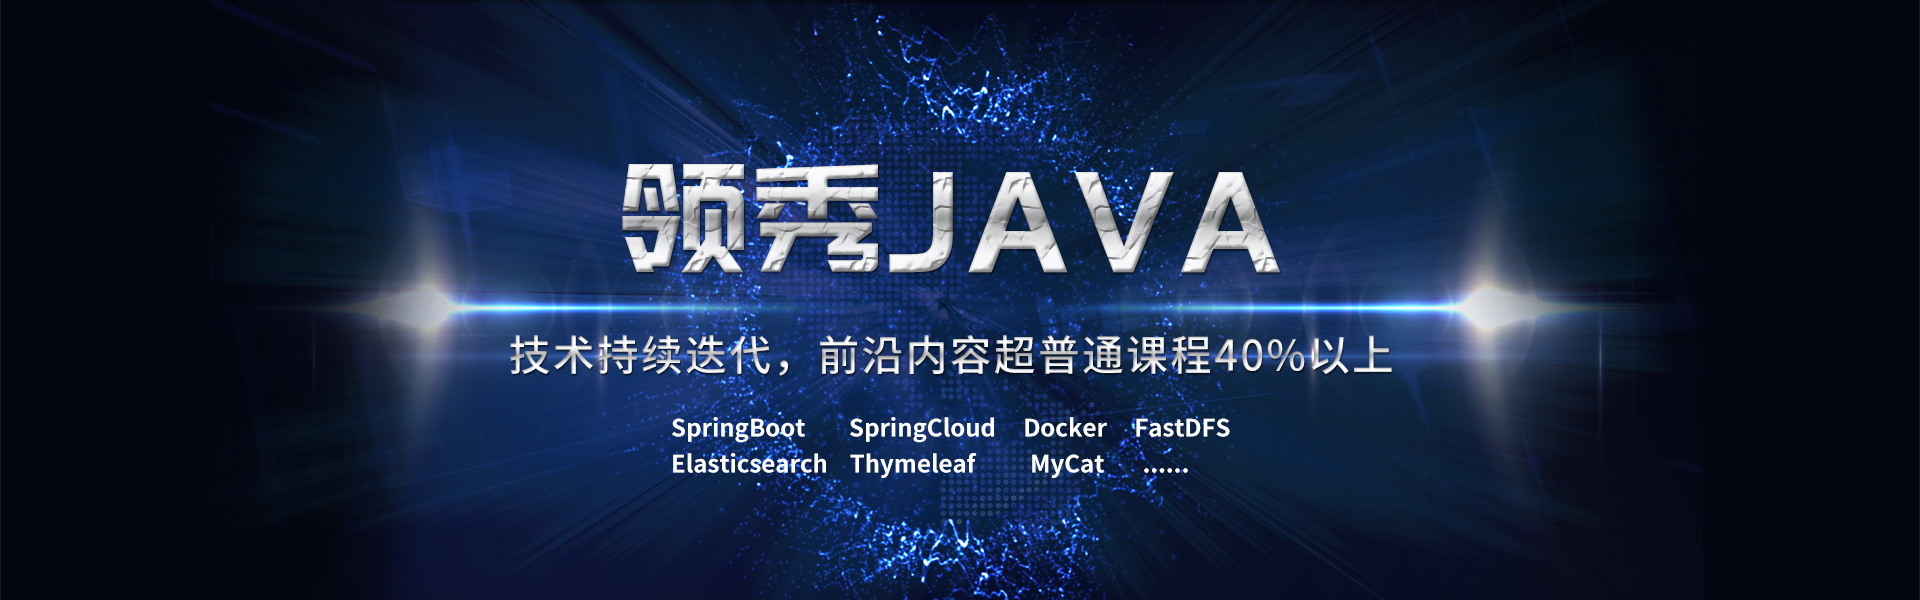 领秀JAVA
技术持续迭代，前沿内容超普通课程40%以上
SpringBoot SpringCloud Docker FastDFS
Elasticsearch Thymeleaf MyCat ......